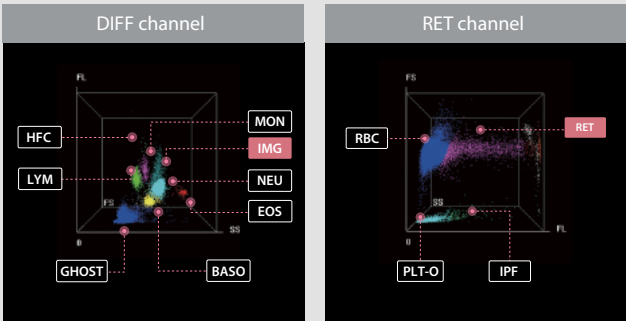 DIFF channel
FL
HFC
MON
IMG
LYM
NEU
FS
EOS
SS
0
GHOST
BASO
RET channel
FS
RET
RBC
SS
FL
0
PLT-O
IPF